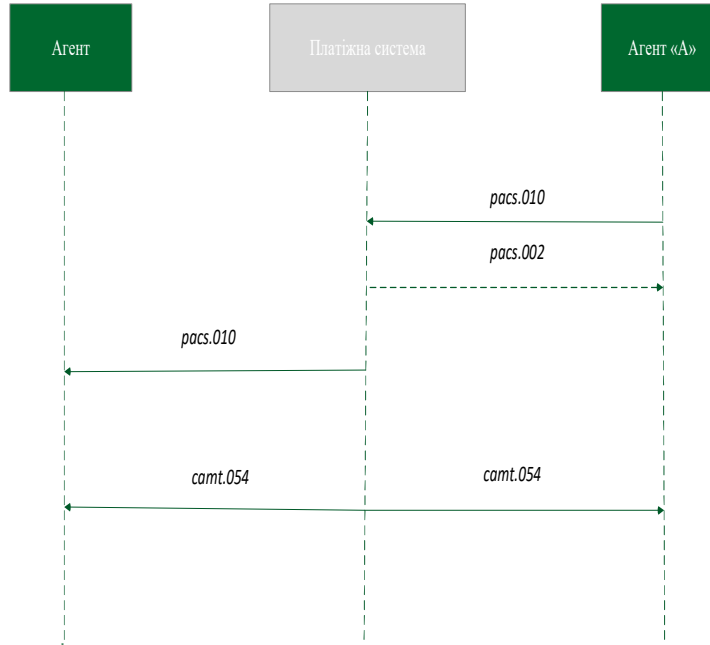 Агент
Платіжна система
Агент «А»
pacs.010
pacs.002
pacs.010
camt.054
camt.054